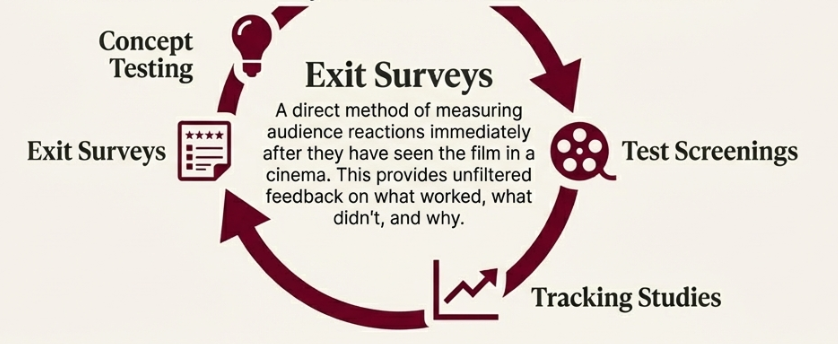 Concept
Testing
Exit Surveys
A direct method of measuring
audience reactions immediately
after they have seen the film in a
cinema. This provides unfiltered
feedback on what worked, what
didn't, and why.
Exit Surveys
Test Screenings
Tracking Studies